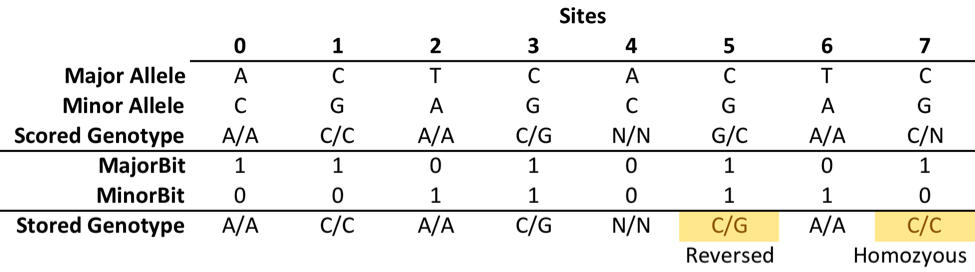 Sites
0 1 2 3 4 5 6 7
Major Allele A C T C A C T C
Minor Allele C G A G C G A G
Scored Genotype A/A C/C A/A C/G N/N G/C A/A C/N
MajorBit 1 1 0 1 0 1 0 1
MinorBit 0 0 1 1 0 1 1 0
Stored Genotype A/A C/C A/A C/G N/N C/G A/A C/C
Reversed Homozyous